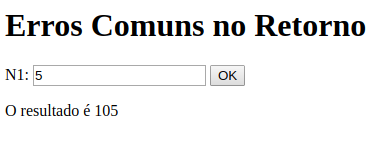 Erros Comuns no Retorno
N1: 5 OK
O resultado é 105